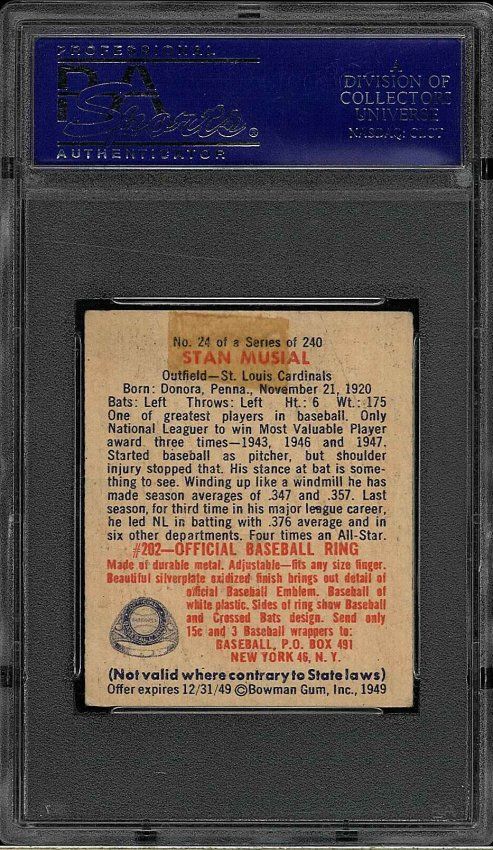 PROFESSIONAL
PSA
Sports®
AUTHENTICATOR
A
DIVISION OF
COLLECTORS
UNIVERSE
NASDAQ: CLCT
No. 24 of a Series of 240
STAN MUSIAL
Outfield—St. Louis Cardinals
Born: Donora, Penna., November 21, 1920
Bats: Left Throws: Left Ht.: 6 Wt.: 175
One of greatest players in baseball. Only
National Leaguer to win Most Valuable Player
award three times—1943, 1946 and 1947.
Started baseball as pitcher, but shoulder
injury stopped that. His stance at bat is some-
thing to see. Winding up like a windmill he has
made season averages of .347 and .357. Last
season, for third time in his major league career,
he led NL in batting with .376 average and in
six other departments. Four times an All-Star.
#202—OFFICIAL BASEBALL RING
Made of durable metal. Adjustable—fits any size finger.
Beautiful silverplate oxidized finish brings out detail of
official Baseball Emblem. Baseball of
white plastic. Sides of ring show Baseball
and Crossed Bats design. Send only
15c and 3 Baseball wrappers to:
BASEBALL, P.O. BOX 491
NEW YORK 46, N. Y.
(Not valid where contrary to State laws)
Offer expires 12/31/49 ©Bowman Gum, Inc., 1949